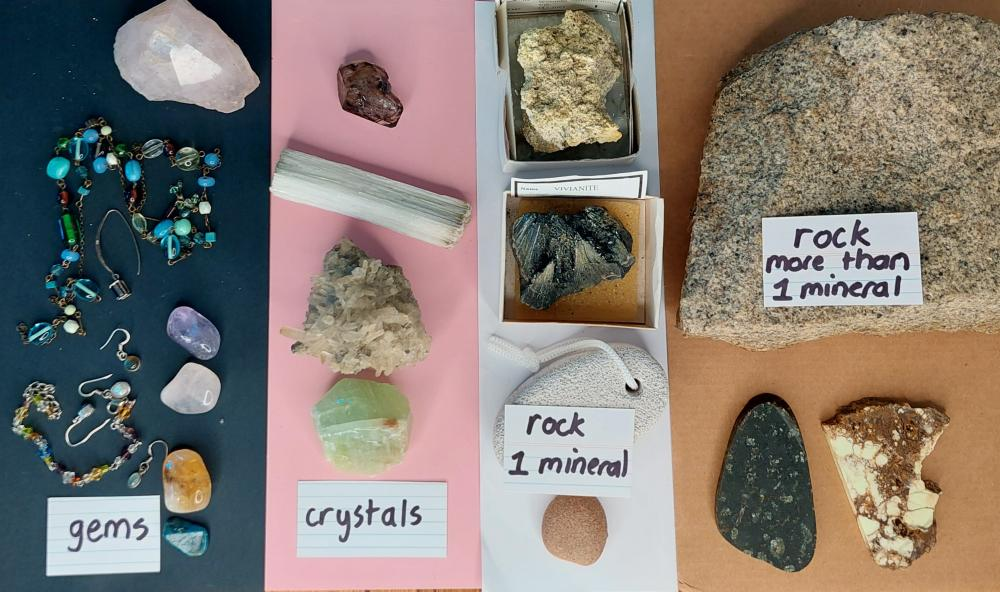 VIVIANITE
rock
more than
1 mineral
rock
1 mineral
crystals
gems